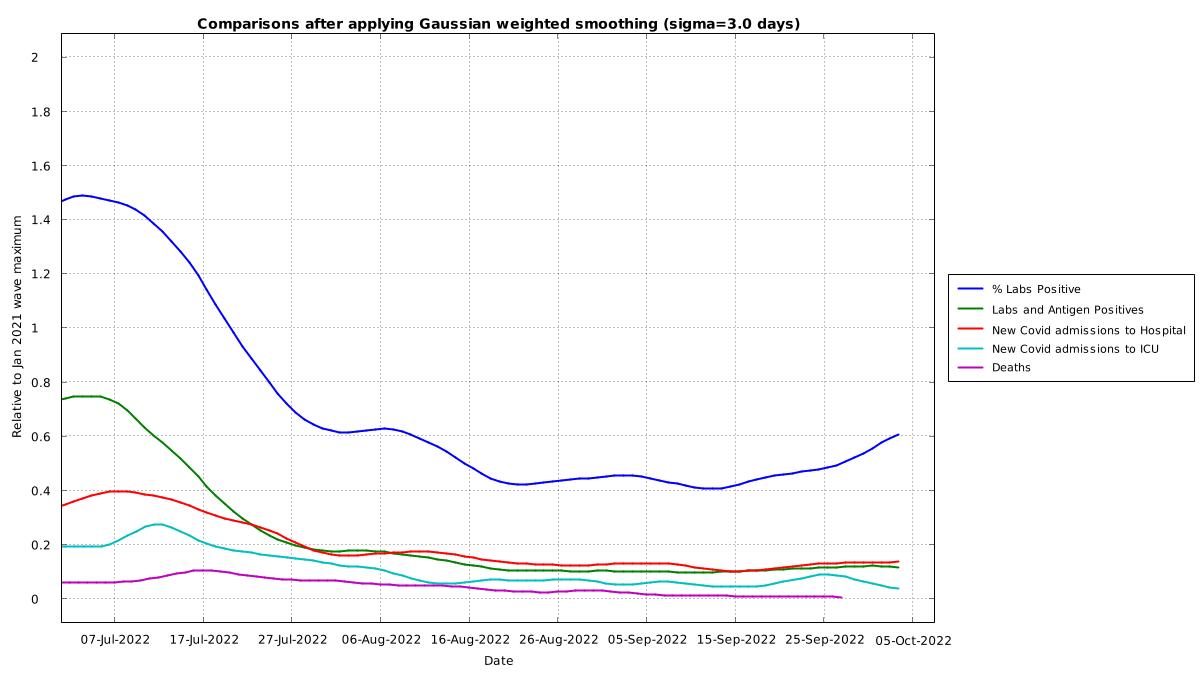 Comparisons after applying Gaussian weighted smoothing (sigma=3.0 days)
Relative to Jan 2021 wave maximum
2
1.8
1.6
1.4
1.2
1
0.8
0.6
0.4
0.2
0
07-Jul-2022 17-Jul-2022 27-Jul-2022 06-Aug-2022 16-Aug-2022 26-Aug-2022 05-Sep-2022 15-Sep-2022 25-Sep-2022 05-Oct-2022
Date
% Labs Positive
Labs and Antigen Positives
New Covid admissions to Hospital
New Covid admissions to ICU
Deaths